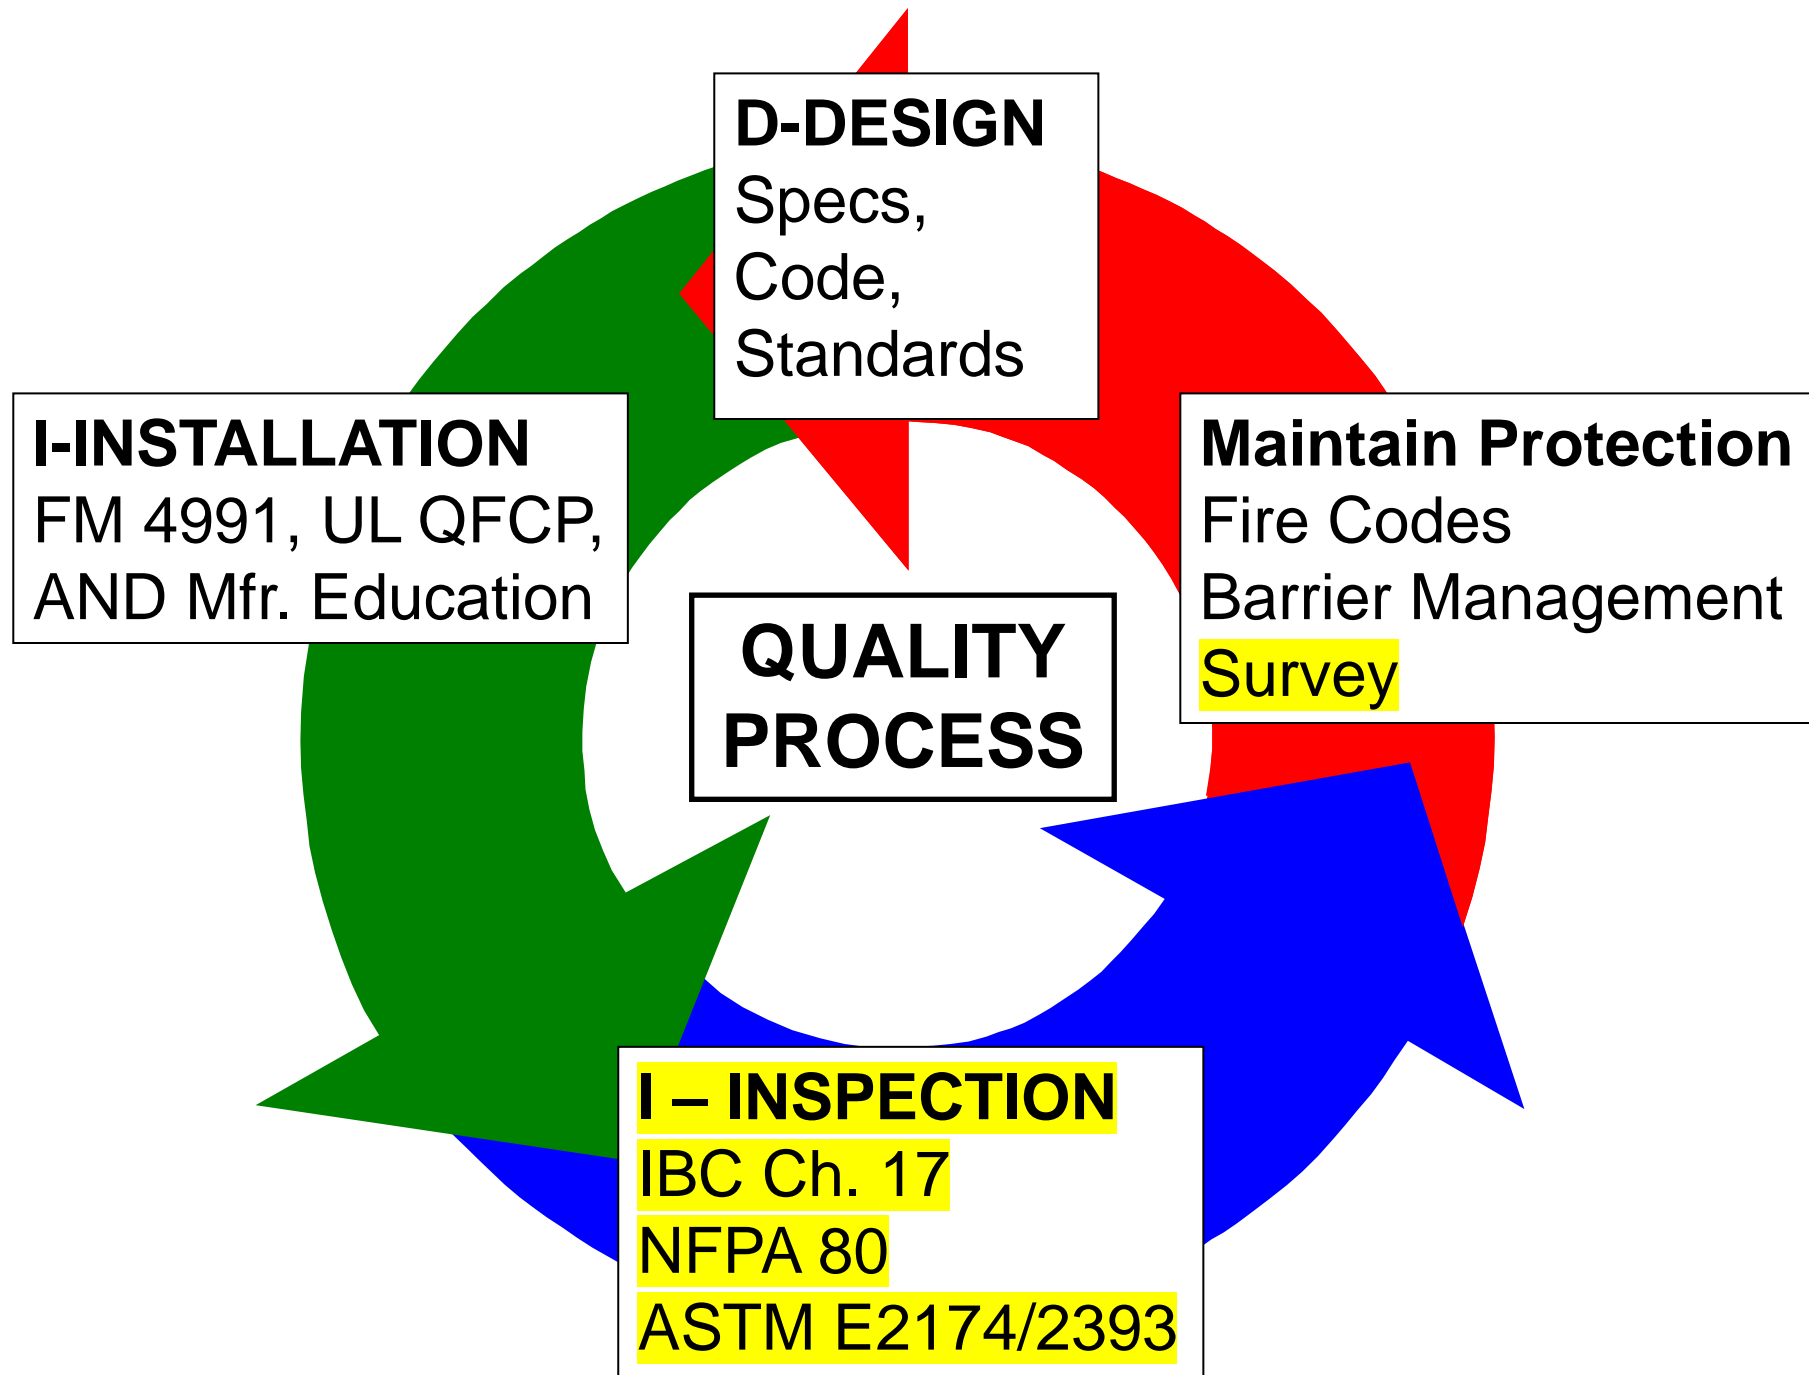 D-DESIGN
Specs,
Code,
Standards
I-INSTALLATION
FM 4991, UL QFCP,
AND Mfr. Education
Maintain Protection
Fire Codes
Barrier Management
Survey
QUALITY
PROCESS
I – INSPECTION
IBC Ch. 17
NFPA 80
ASTM E2174/2393